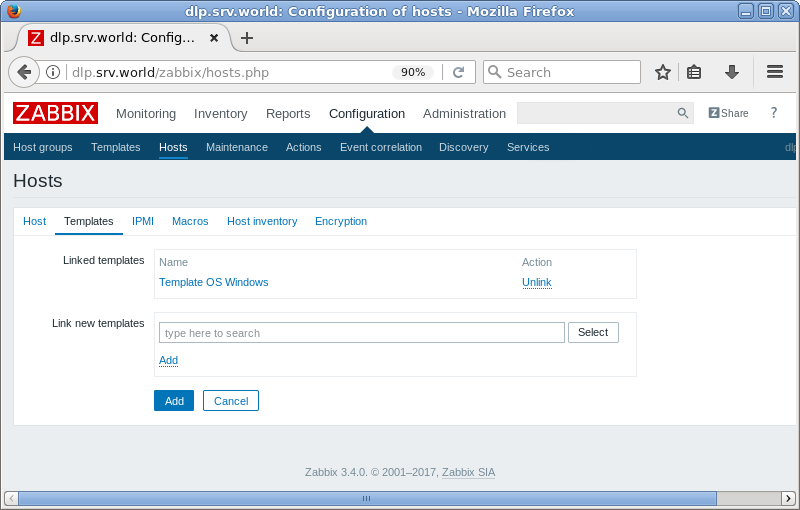 dlp.srv.world: Configuration of hosts - Mozilla Firefox
dlp.srv.world: Config...
dlp.srv.world/zabbix/hosts.php 90% Search
ZABBIX Monitoring Inventory Reports Configuration Administration Z Share ?
Host groups Templates Hosts Maintenance Actions Event correlation Discovery Services dlp
Hosts
Host Templates IPMI Macros Host inventory Encryption
Linked templates Name Action
Template OS Windows Unlink
Link new templates
type here to search Select
Add
Add Cancel
Zabbix 3.4.0. © 2001–2017, Zabbix SIA